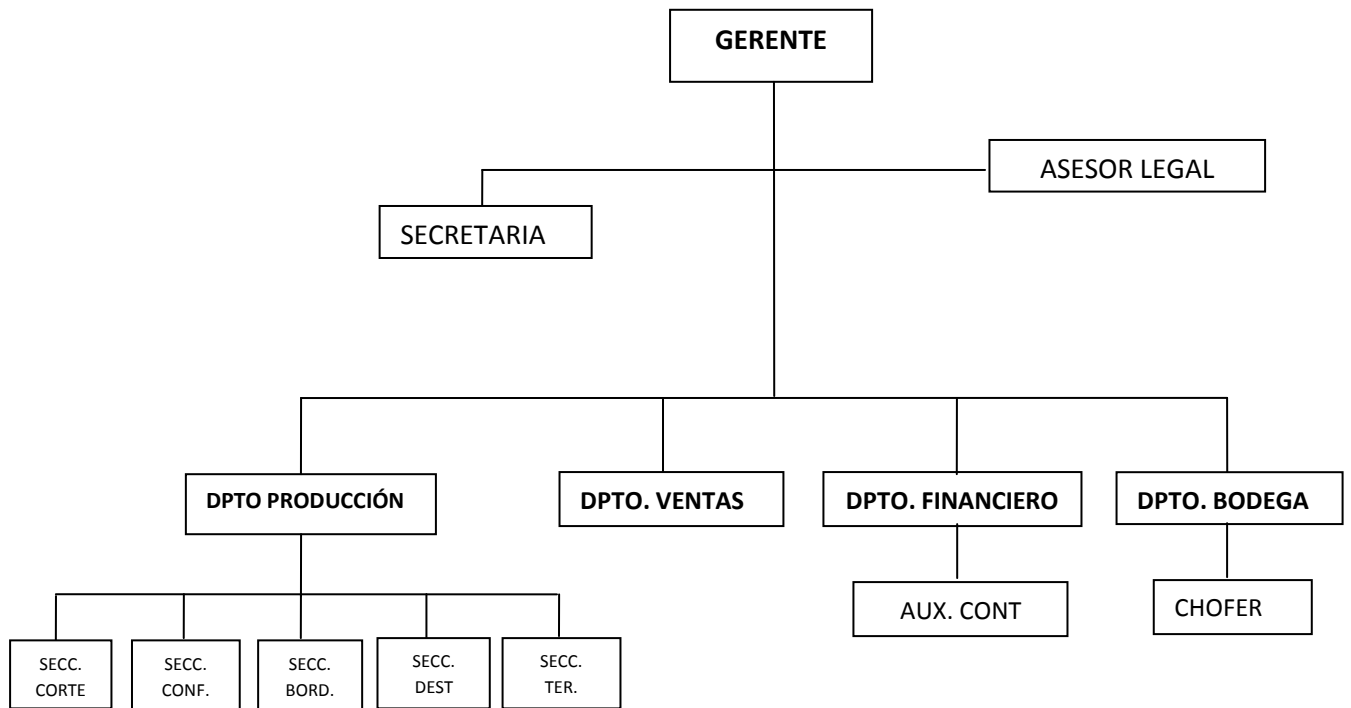 GERENTE
ASESOR LEGAL
SECRETARIA
DPTO PRODUCCIÓN
DPTO. VENTAS
DPTO. FINANCIERO
DPTO. BODEGA
AUX. CONT
CHOFER
SECC.
CORTE
SECC.
CONF.
SECC.
BORD.
SECC.
DEST
SECC.
TER.